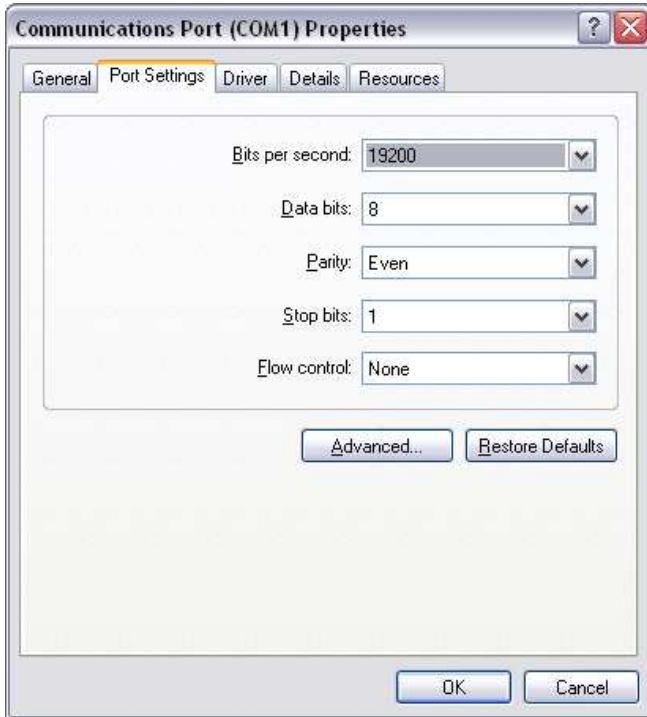 Communications Port (COM1) Properties
General Port Settings Driver Details Resources
Bits per second: 19200
Data bits: 8
Parity: Even
Stop bits: 1
Flow control: None
Advanced... Restore Defaults
OK Cancel